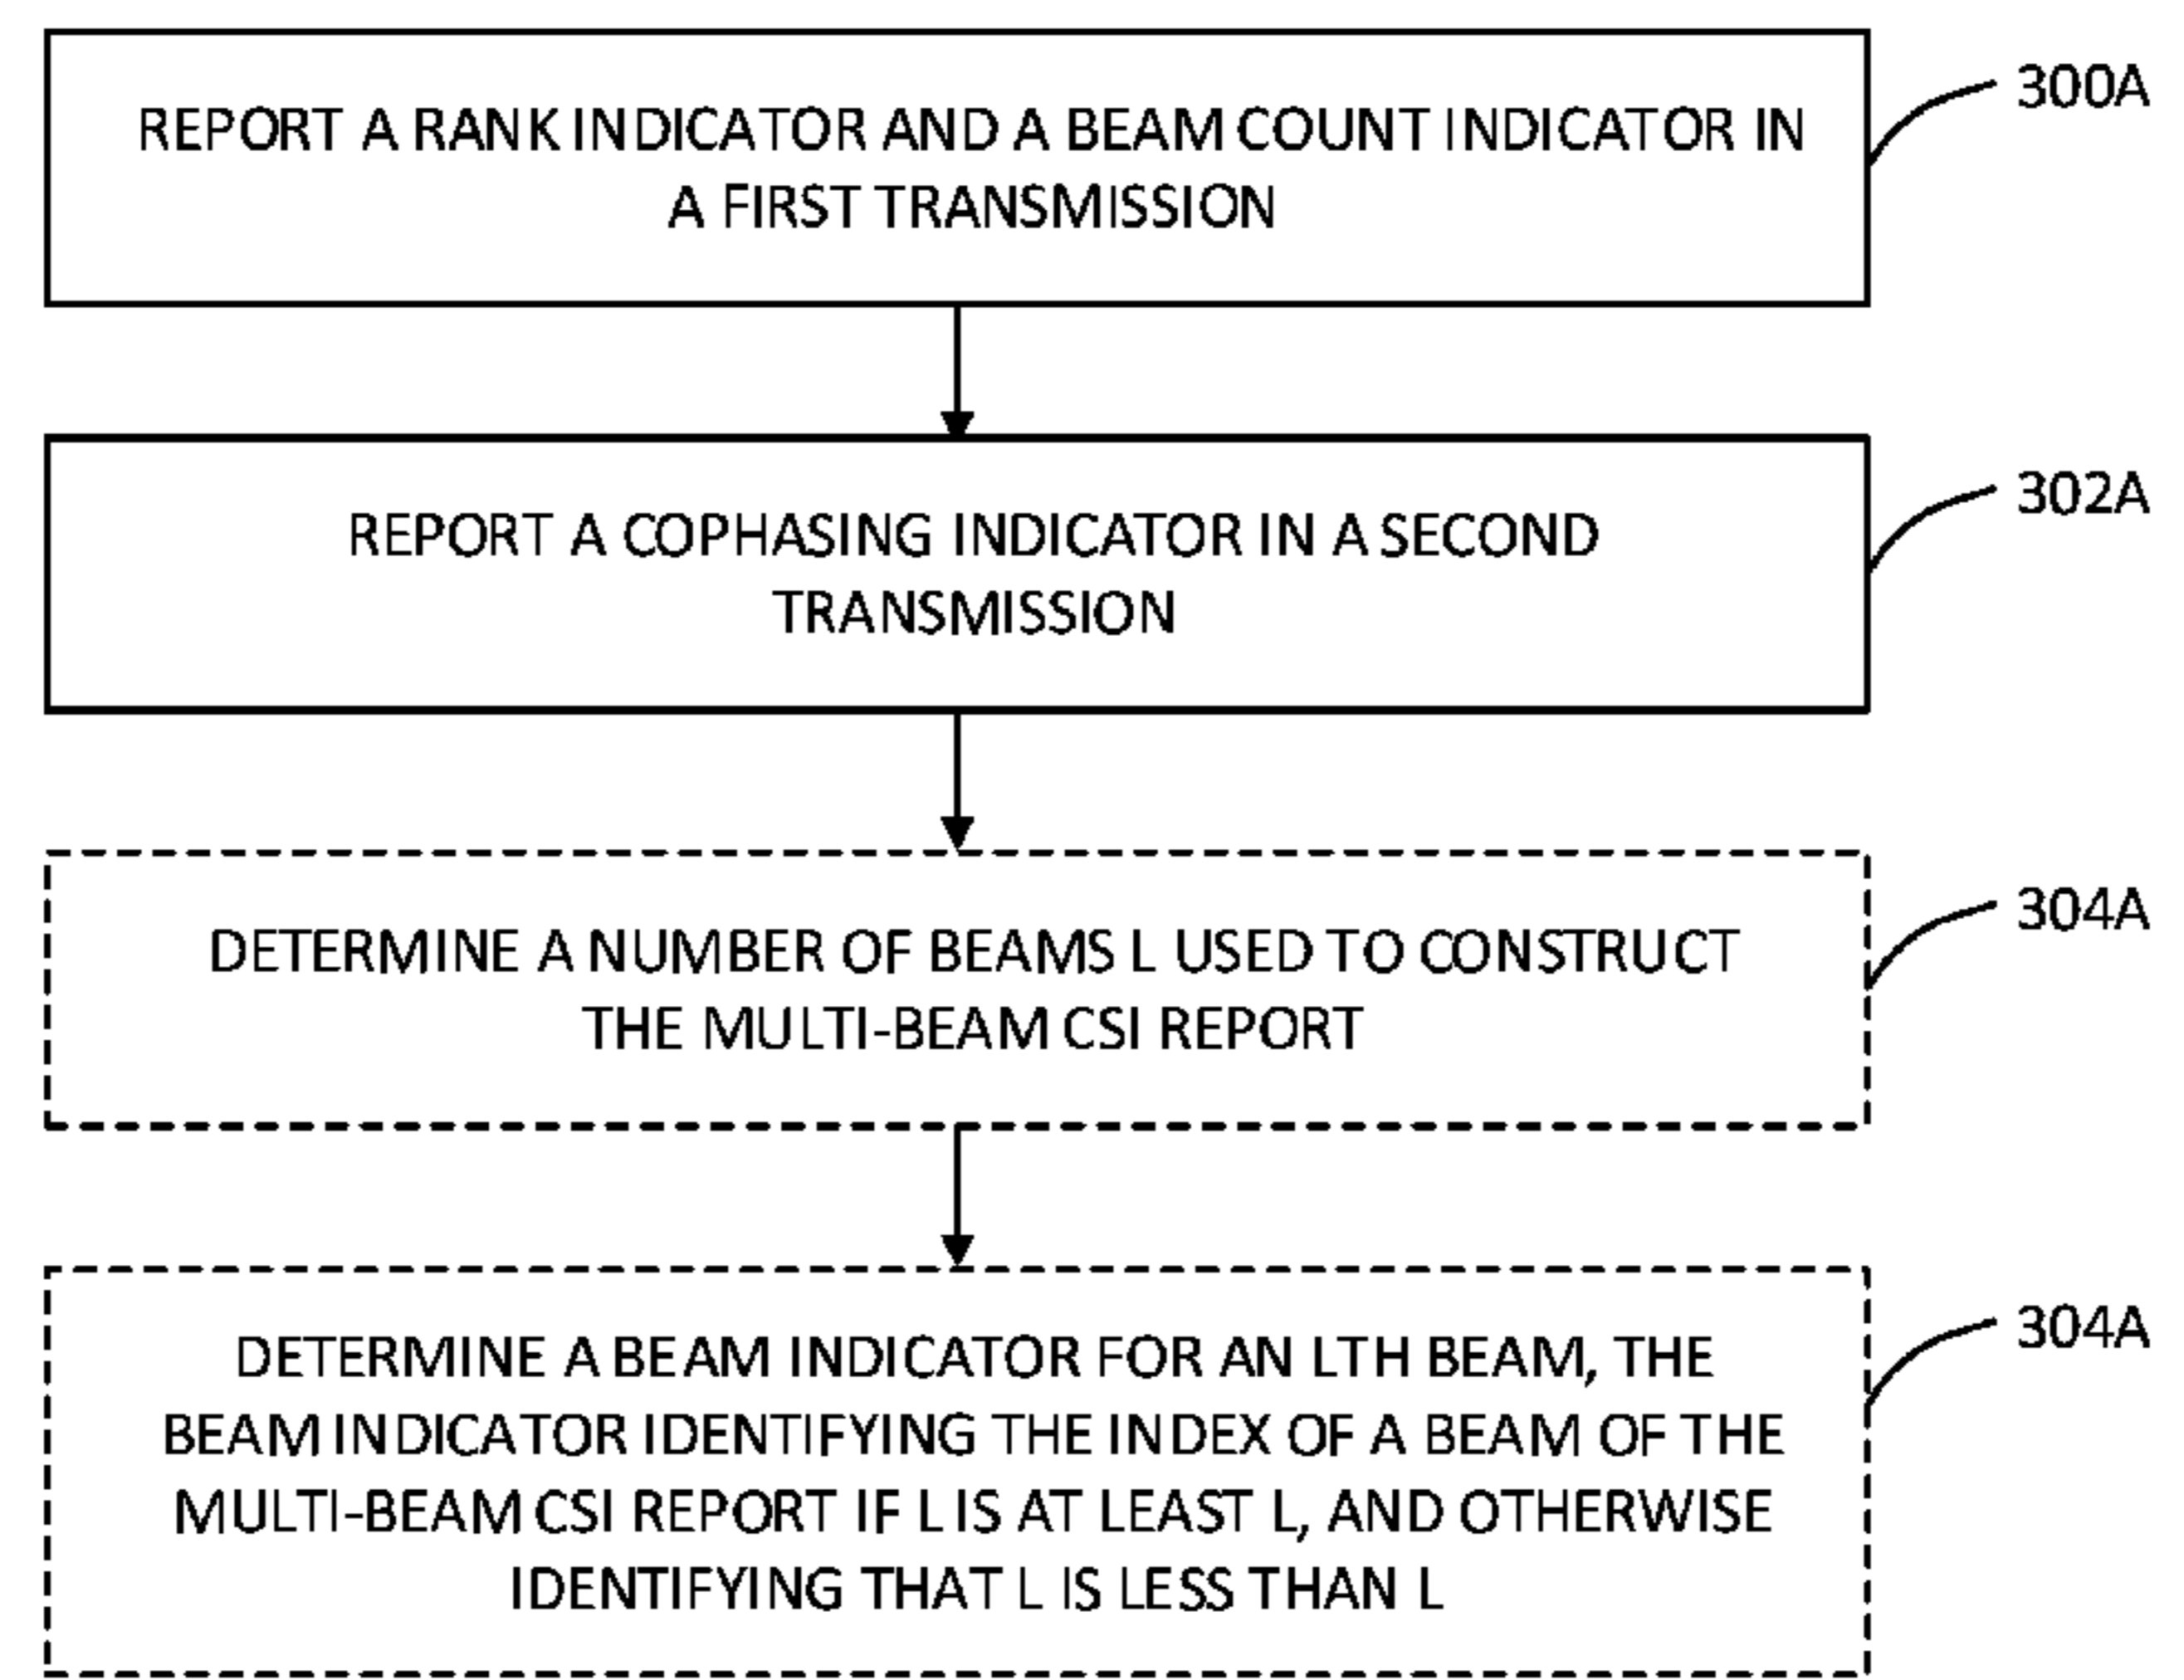 REPORT A RANK INDICATOR AND A BEAM COUNT INDICATOR IN
A FIRST TRANSMISSION
300A
REPORT A COPHASING INDICATOR IN A SECOND
TRANSMISSION
302A
DETERMINE A NUMBER OF BEAMS L USED TO CONSTRUCT
THE MULTI-BEAM CSI REPORT
304A
DETERMINE A BEAM INDICATOR FOR AN LTH BEAM, THE
BEAM INDICATOR IDENTIFYING THE INDEX OF A BEAM OF THE
MULTI-BEAM CSI REPORT IF L IS AT LEAST L, AND OTHERWISE
IDENTIFYING THAT L IS LESS THAN L
304A